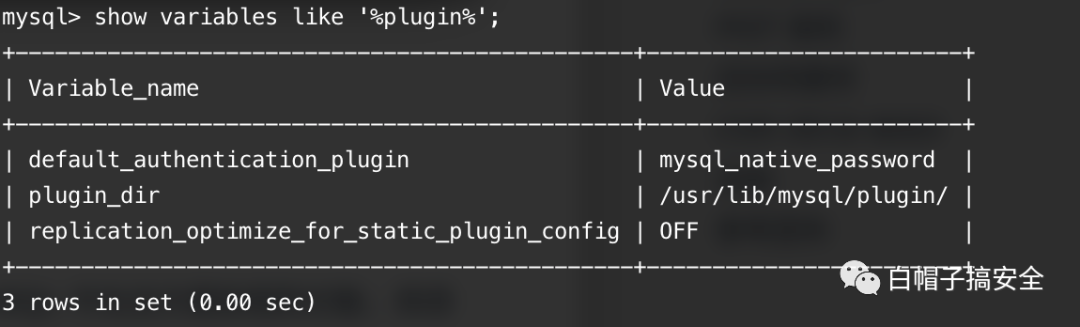 mysql> show variables like '%plugin%';
+-----------------------------------------------+------------------------+
| Variable_name | Value |
+-----------------------------------------------+------------------------+
| default_authentication_plugin | mysql_native_password |
| plugin_dir | /usr/lib/mysql/plugin/ |
| replication_optimize_for_static_plugin_config | OFF |
+-----------------------------------------------+------------------------+
白帽子搞安全
3 rows in set (0.00 sec)